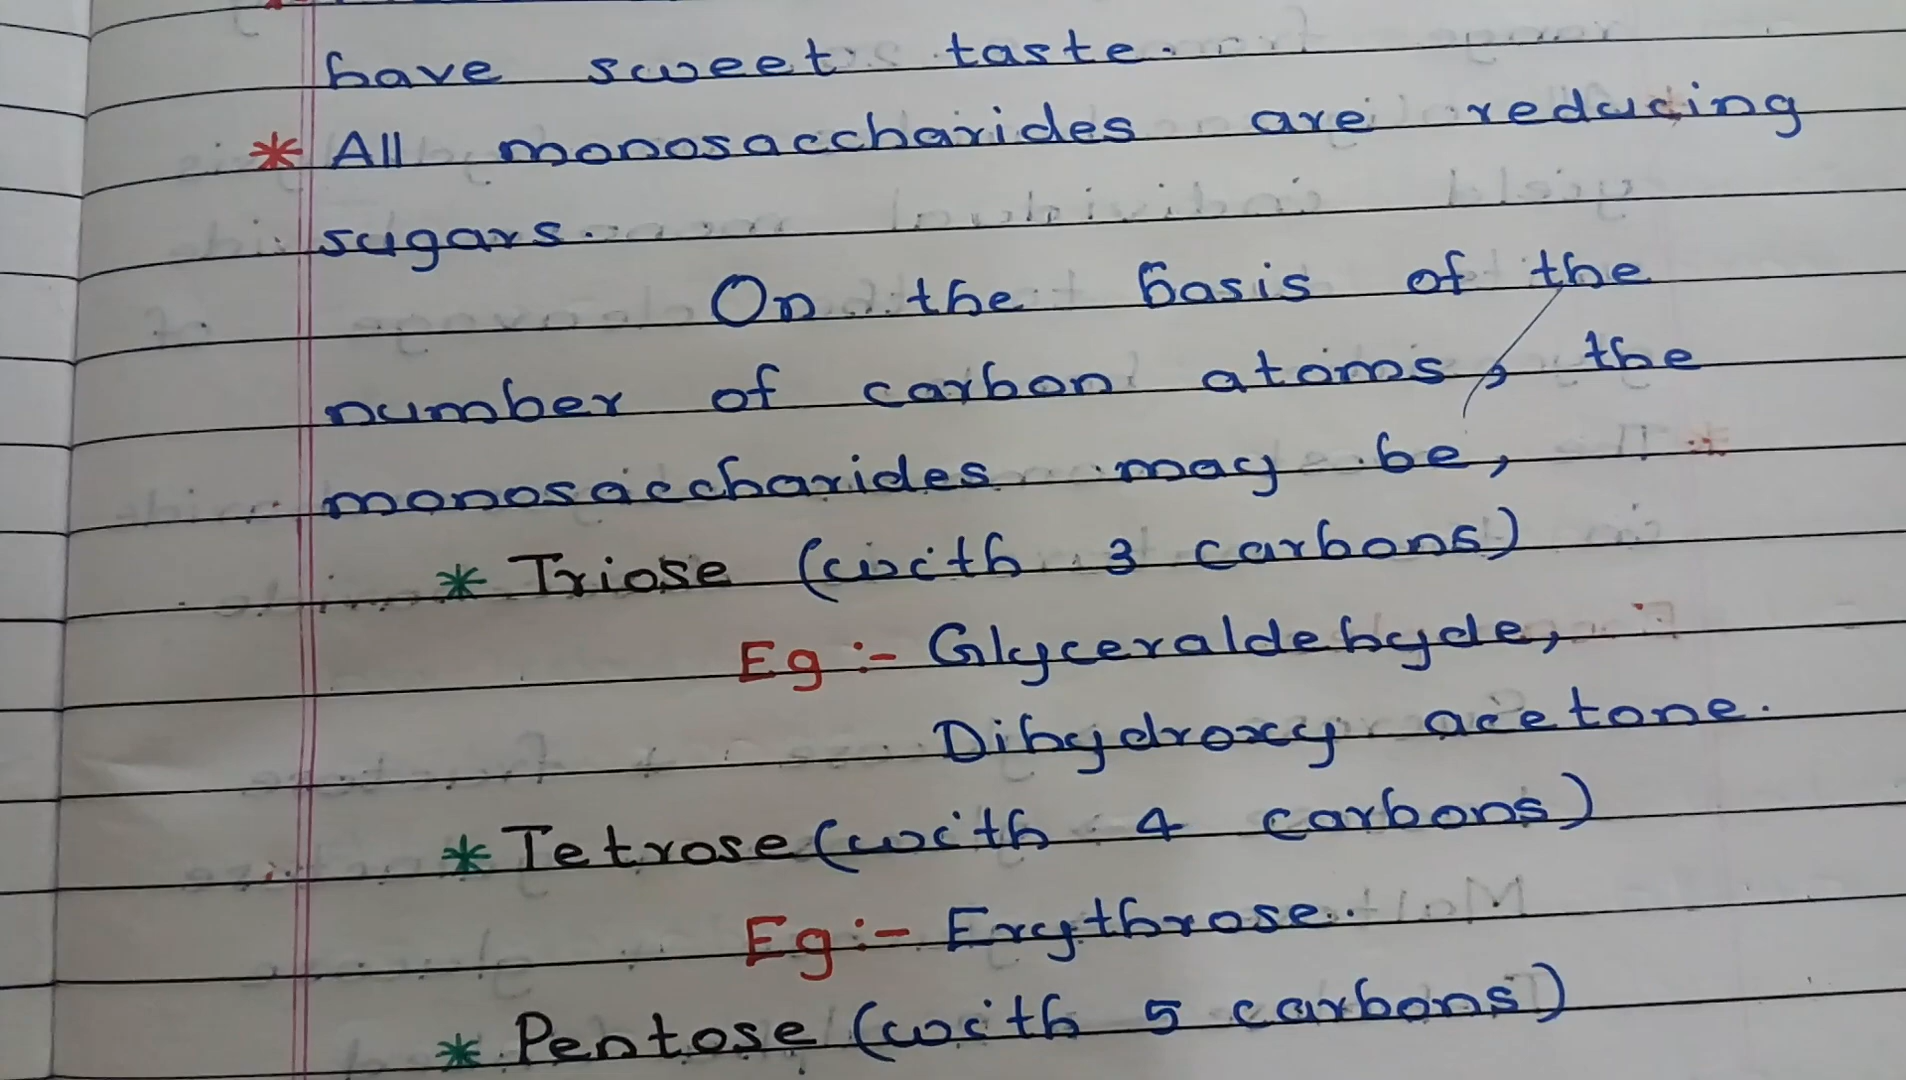 have sweet taste.
* All monosaccharides are reducing
sugars.
On the basis of the
number of carbon atoms, the
monosaccharides may be,
* Triose (with 3 carbons)
Eg :- Glyceraldehyde,
Dihydroxy acetone.
* Tetrose (with 4 carbons)
Eg :- Erythrose.
* Pentose (with 5 carbons)